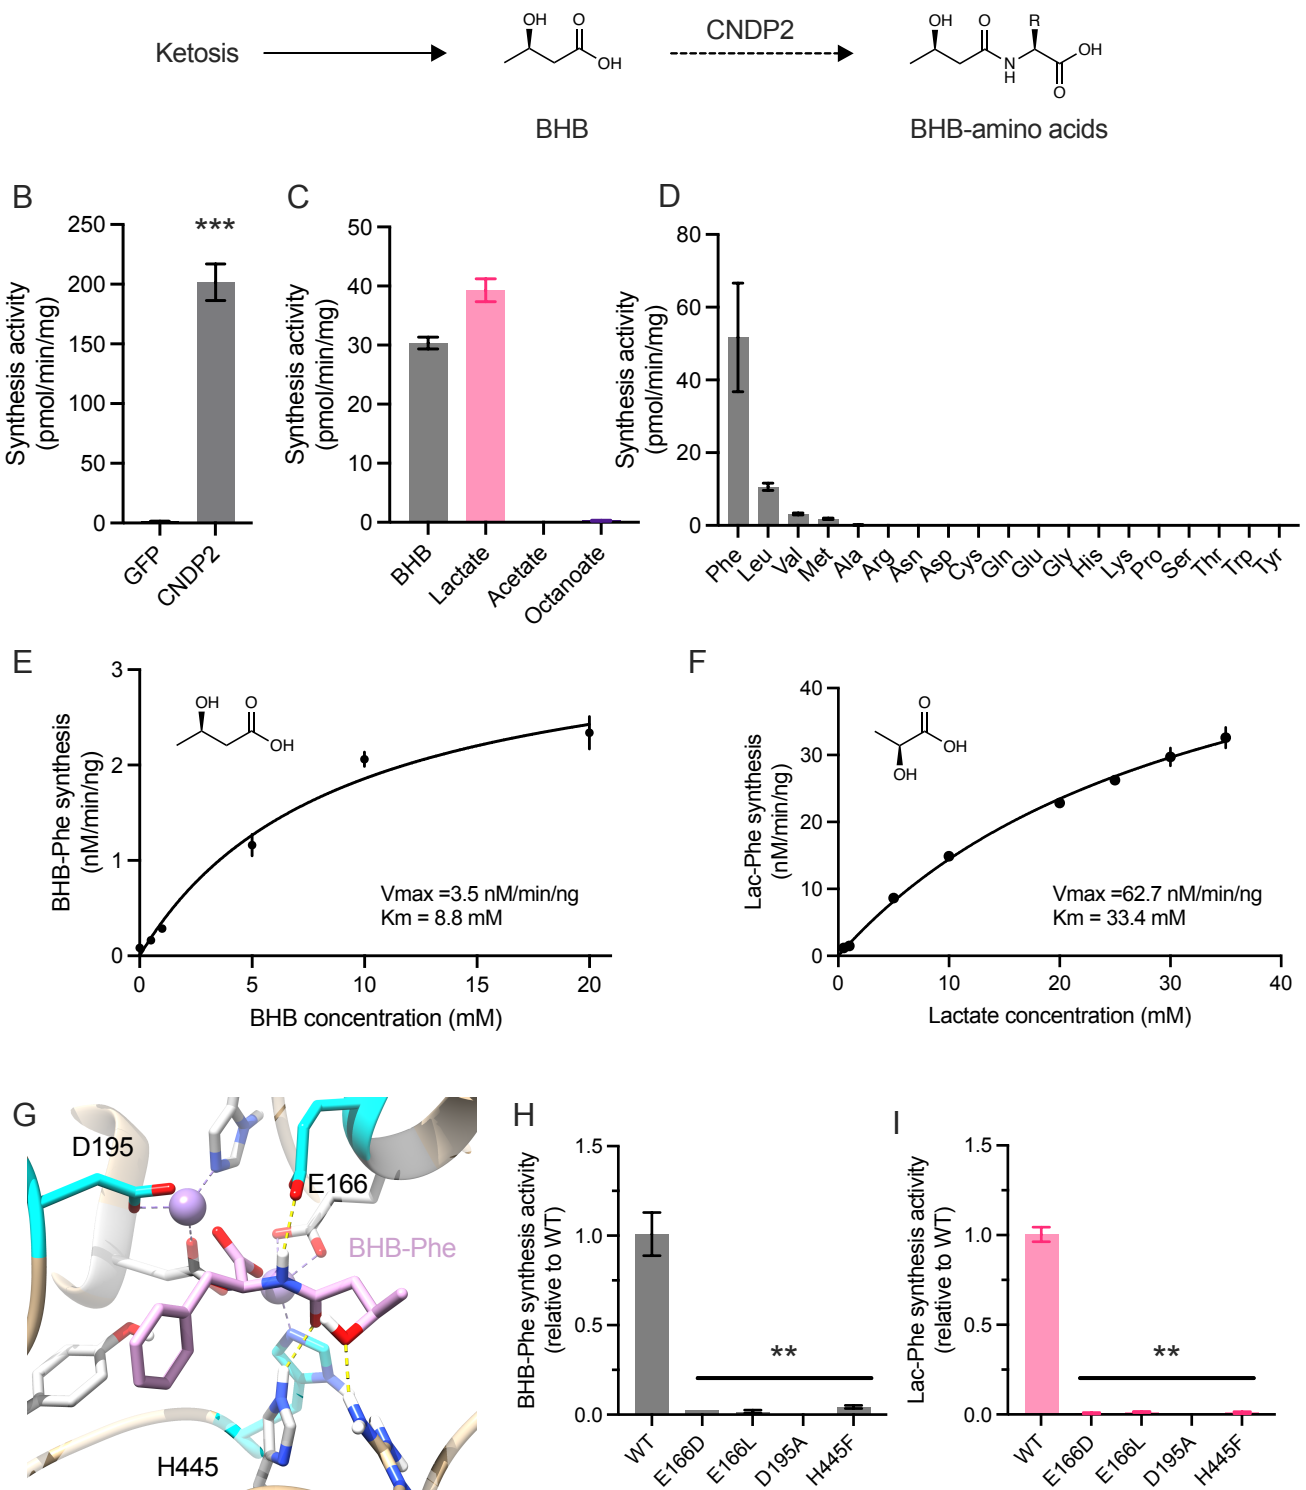 Ketosis
OH
O
OH
BHB
CNDP2
OH
O
R
N
H
OH
O
BHB-amino acids
B
Synthesis activity
(pmol/min/mg)
250
200
150
100
50
0
***
GFP
CNDP2
C
Synthesis activity
(pmol/min/mg)
50
40
30
20
10
0
BHB
Lactate
Acetate
Octanoate
D
Synthesis activity
(pmol/min/mg)
80
60
40
20
0
Phe
Leu
Val
Met
Ala
Arg
Asn
Asp
Cys
Gln
Glu
Gly
His
Lys
Pro
Ser
Thr
Trp
Tyr
E
BHB-Phe synthesis
(nM/min/ng)
3
2
1
0
OH
O
OH
Vmax =3.5 nM/min/ng
Km = 8.8 mM
0
5
10
15
20
BHB concentration (mM)
F
Lac-Phe synthesis
(nM/min/ng)
40
30
20
10
0
O
OH
OH
Vmax =62.7 nM/min/ng
Km = 33.4 mM
0
10
20
30
40
Lactate concentration (mM)
G
D195
E166
BHB-Phe
H445
H
BHB-Phe synthesis activity
(relative to WT)
1.5
1.0
0.5
0.0
**
WT
E166D
E166L
D195A
H445F
I
Lac-Phe synthesis activity
(relative to WT)
1.5
1.0
0.5
0.0
**
WT
E166D
E166L
D195A
H445F